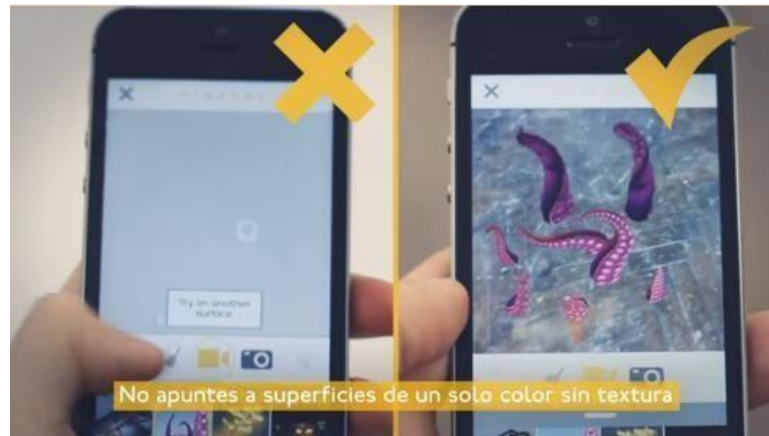 Try on another
surface
No apuntes a superficies de un solo color sin textura